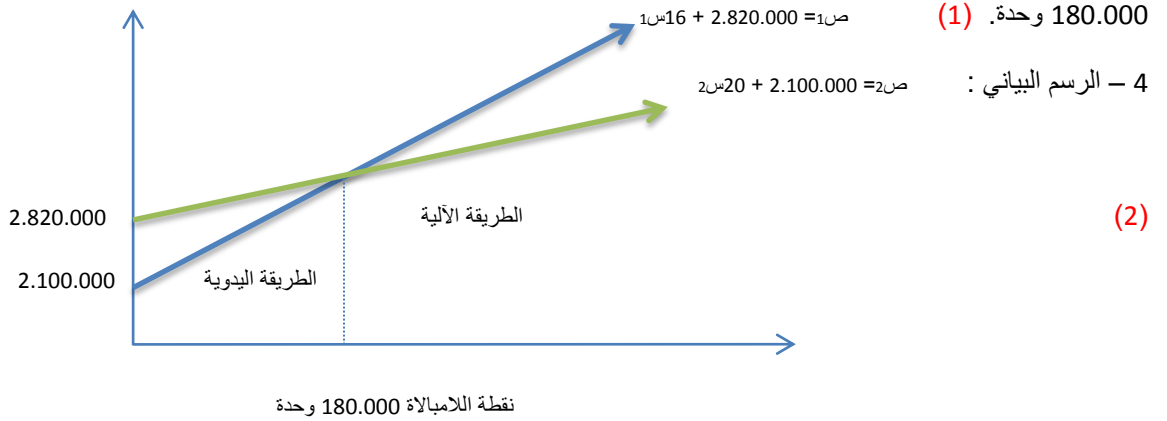 180.000 وحدة. (1)
ص1= 2.820.000 + 16س1
4 – الرسم البياني :
ص2= 2.100.000 + 20س2
(2)
2.820.000
الطريقة الآلية
2.100.000
الطريقة اليدوية
نقطة اللامبالاة 180.000 وحدة